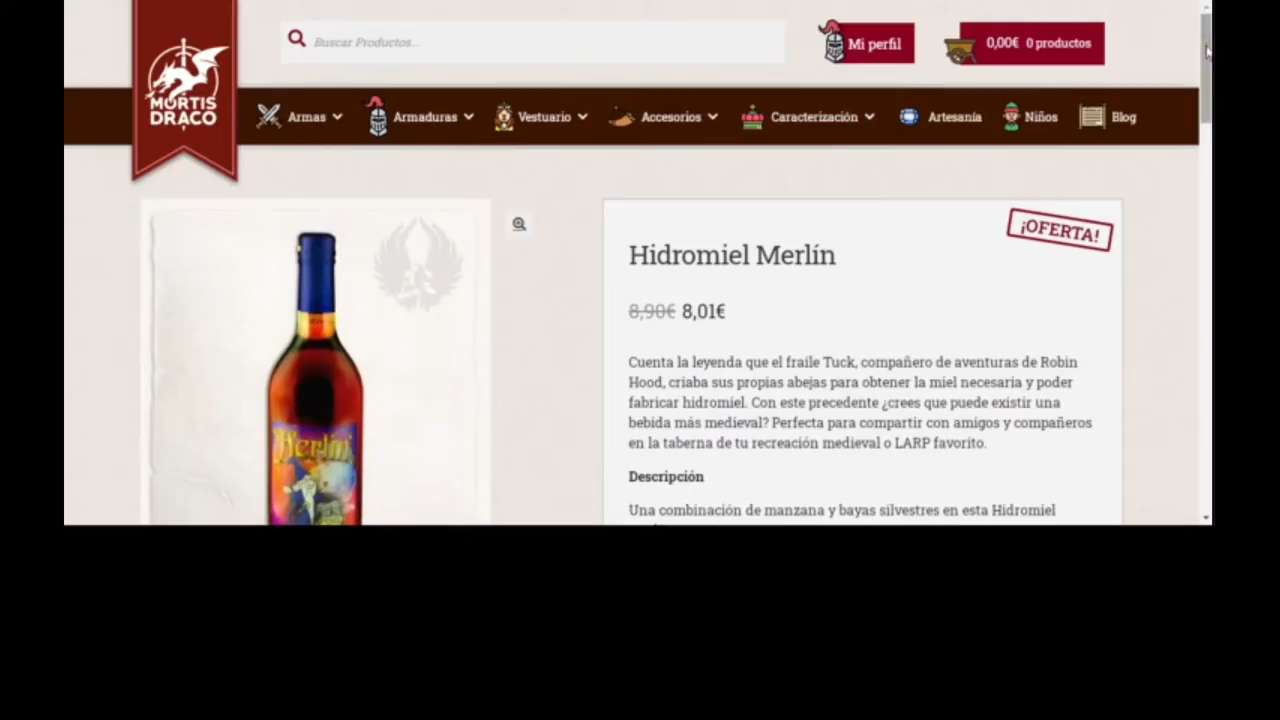 Buscar Productos...
Mi perfil
0,00€ 0 productos
MORTIS
DRACO
Armas
Armaduras
Vestuario
Accesorios
Caracterización
Artesanía
Niños
Blog
¡OFERTA!
Hidromiel Merlín
8,90€ 8,01€
Cuenta la leyenda que el fraile Tuck, compañero de aventuras de Robin
Hood, criaba sus propias abejas para obtener la miel necesaria y poder
fabricar hidromiel. Con este precedente ¿crees que puede existir una
bebida más medieval? Perfecta para compartir con amigos y compañeros
en la taberna de tu recreación medieval o LARP favorito.
Descripción
Una combinación de manzana y bayas silvestres en esta Hidromiel
Merlin